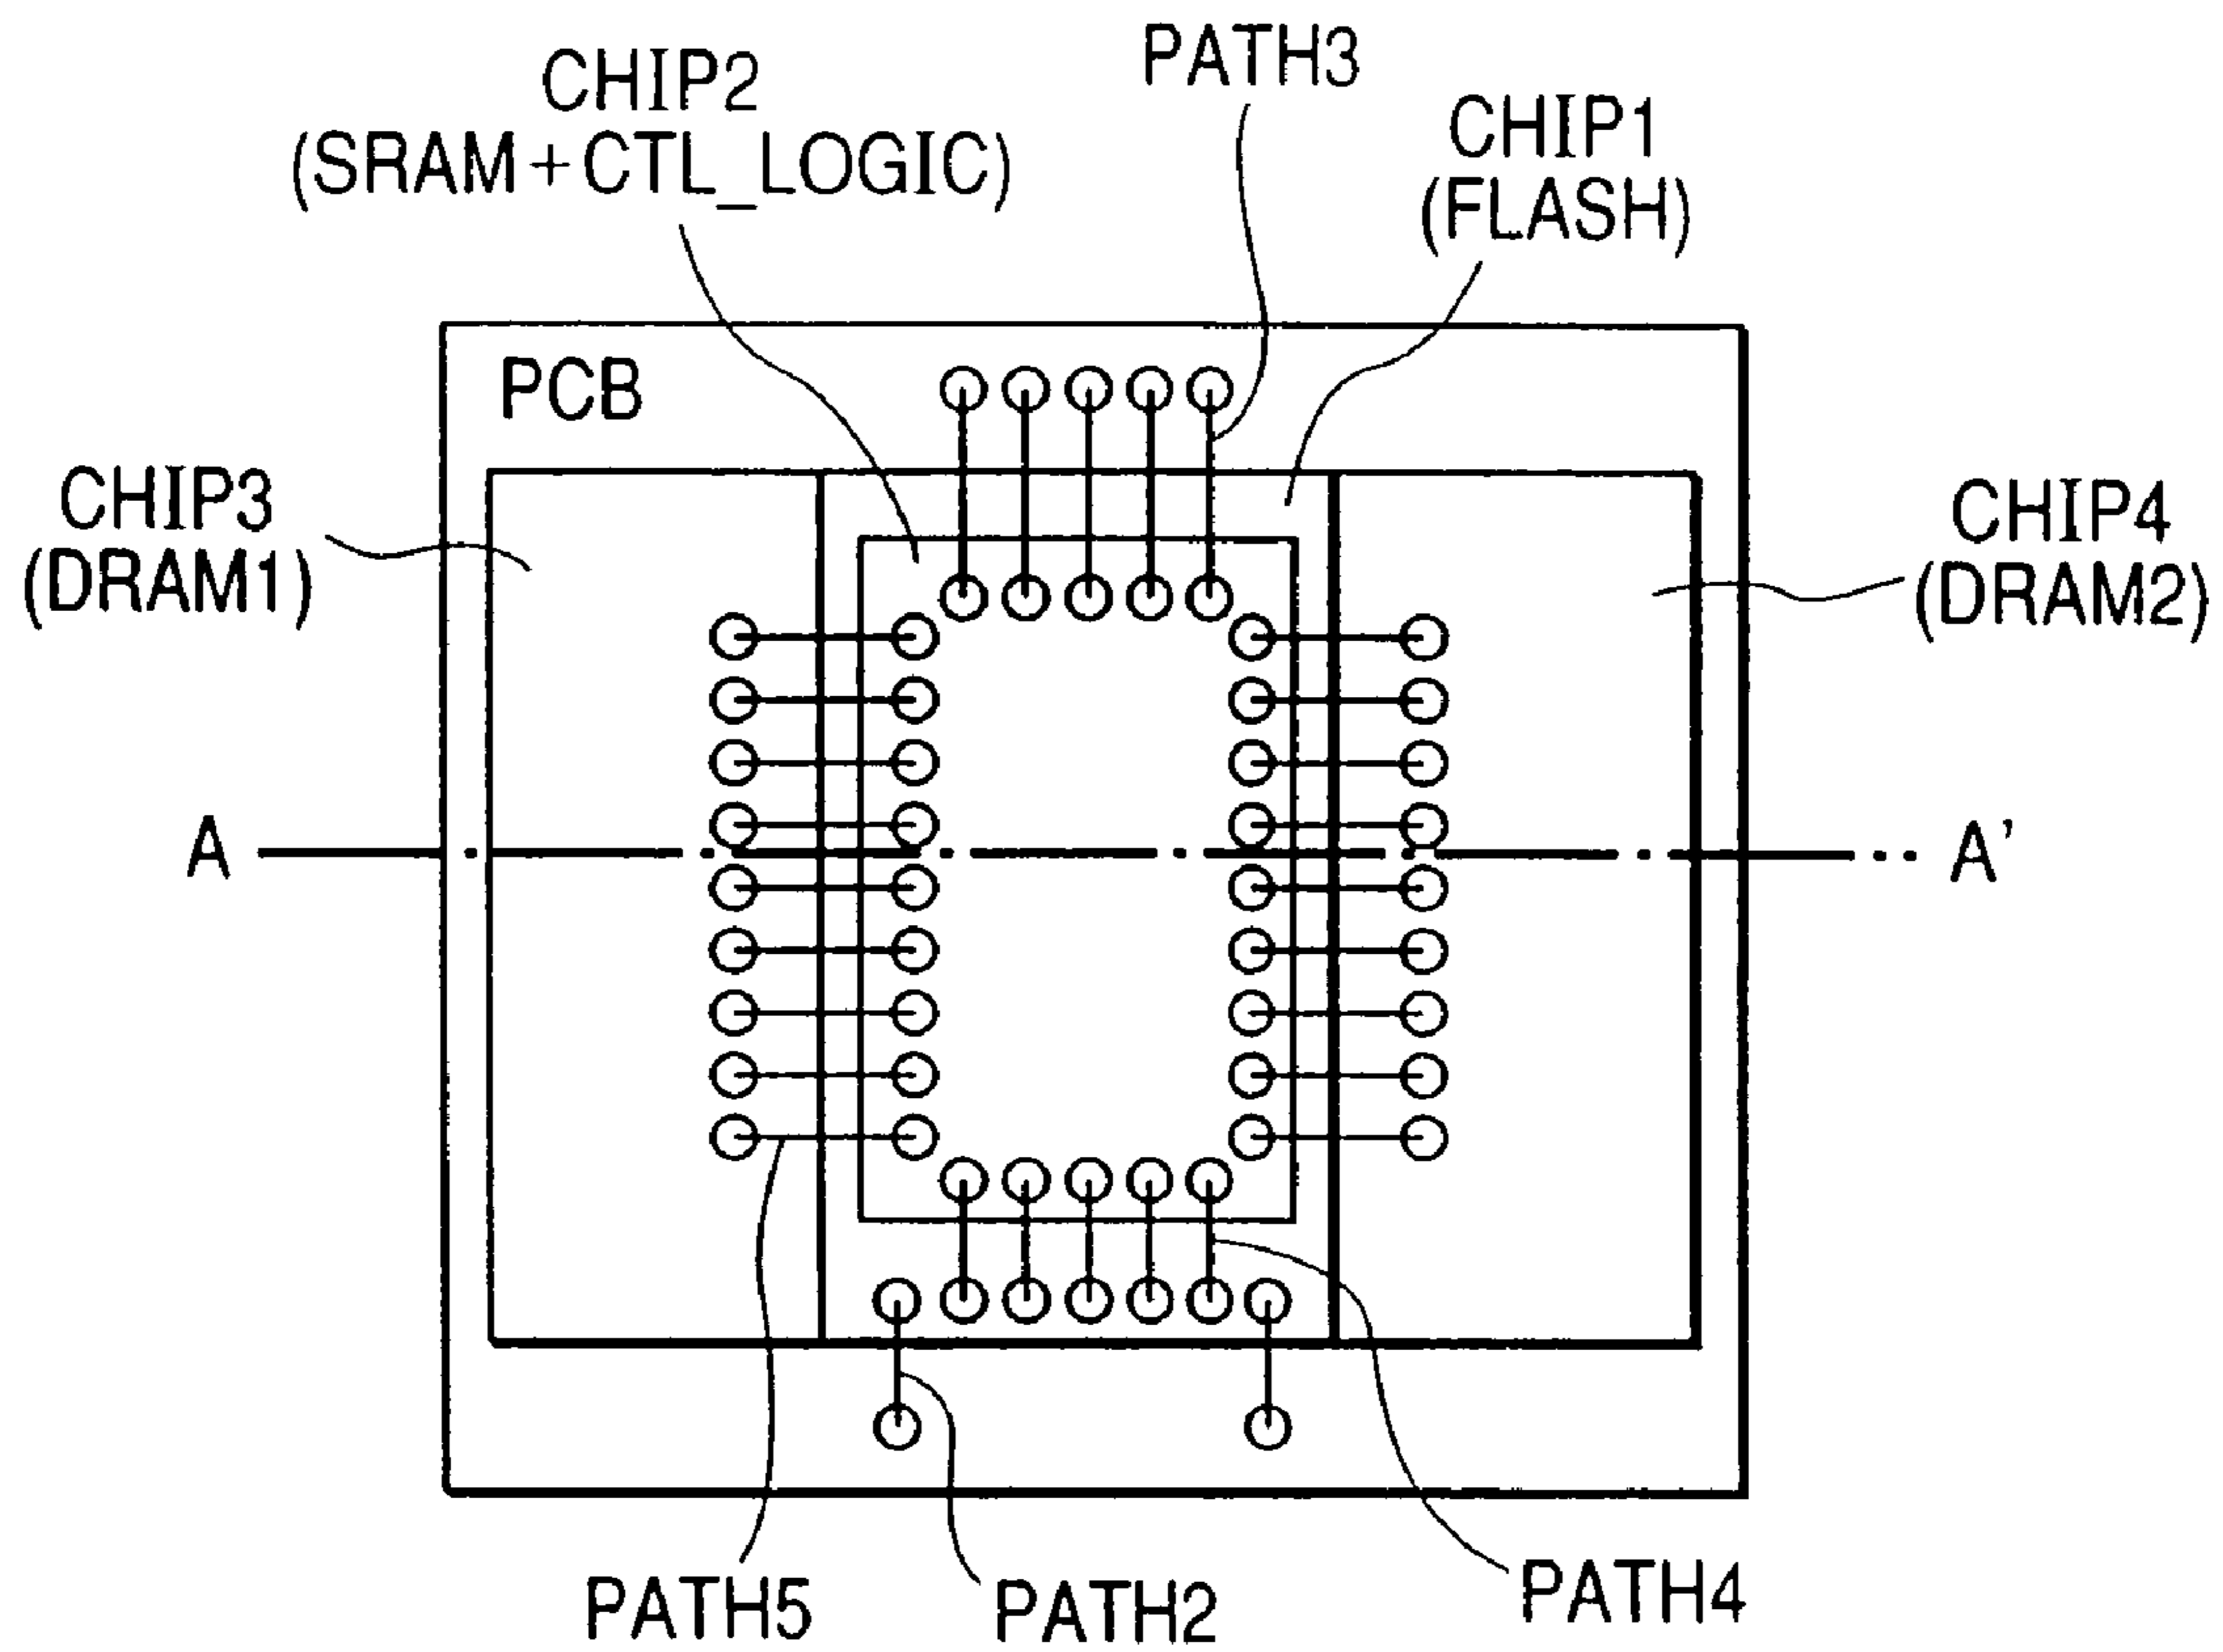 PATH3
CHIP2
(SRAM+CTL_LOGIC)
CHIP1
(FLASH)
PCB
CHIP3
(DRAM1)
CHIP4
(DRAM2)
A
A'
PATH5
PATH2
PATH4